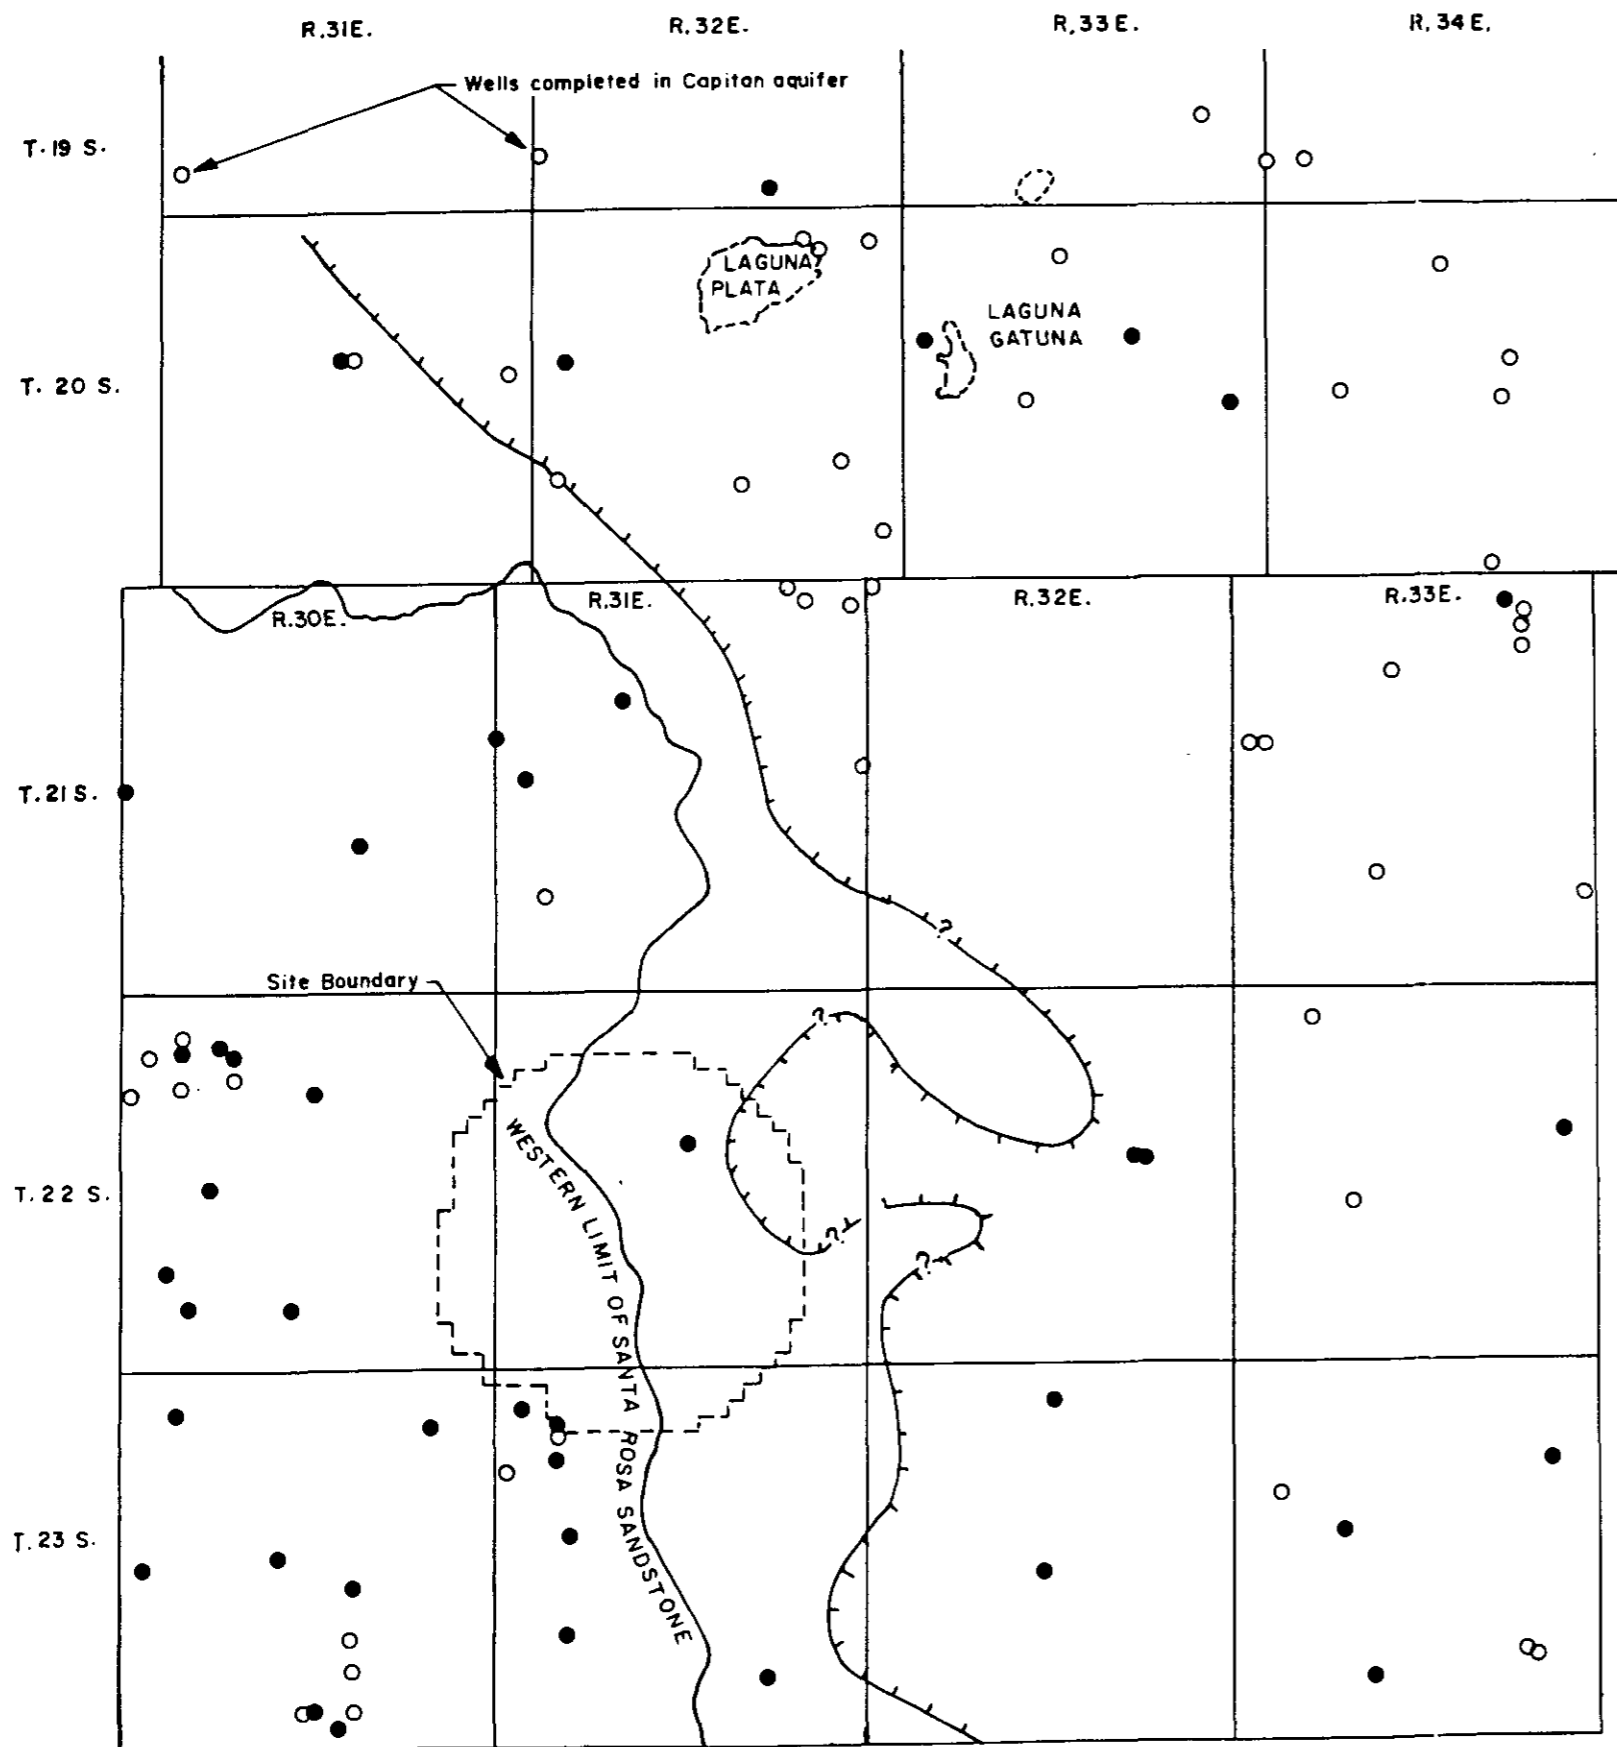 R.31E.
R.32E.
R.33E.
R.34E.
Wells completed in Capitan aquifer
T.19 S.
LAGUNA
PLATA
LAGUNA
GATUNA
T. 20 S.
R.30E.
R.31E.
R.32E.
R.33E.
T.21 S.
?
Site Boundary
?
WESTERN LIMIT OF SANTA ROSA SANDSTONE
T. 22 S.
?
?
T. 23 S.